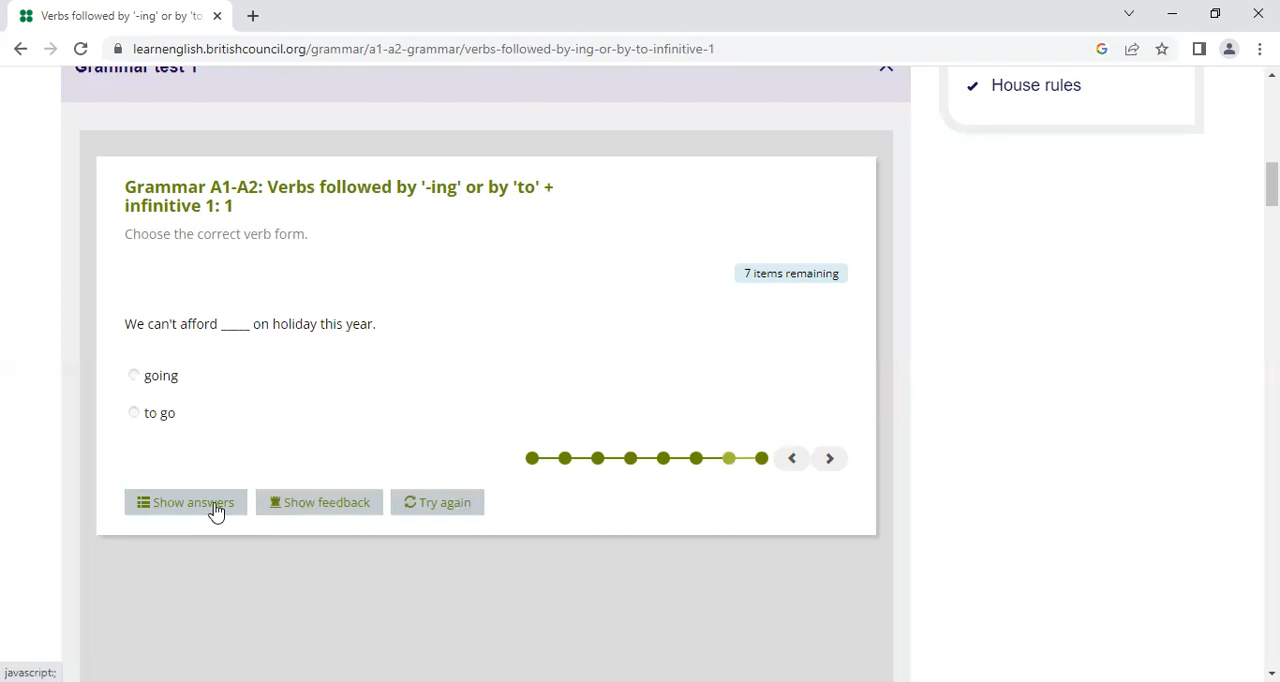 Verbs followed by '-ing' or by 'to
learnenglish.britishcouncil.org/grammar/a1-a2-grammar/verbs-followed-by-ing-or-by-to-infinitive-1
Grammar test 1
House rules
Grammar A1-A2: Verbs followed by '-ing' or by 'to' +
infinitive 1: 1
Choose the correct verb form.
7 items remaining
We can't afford _____ on holiday this year.
going
to go
Show answers
Show feedback
Try again
javascript:;